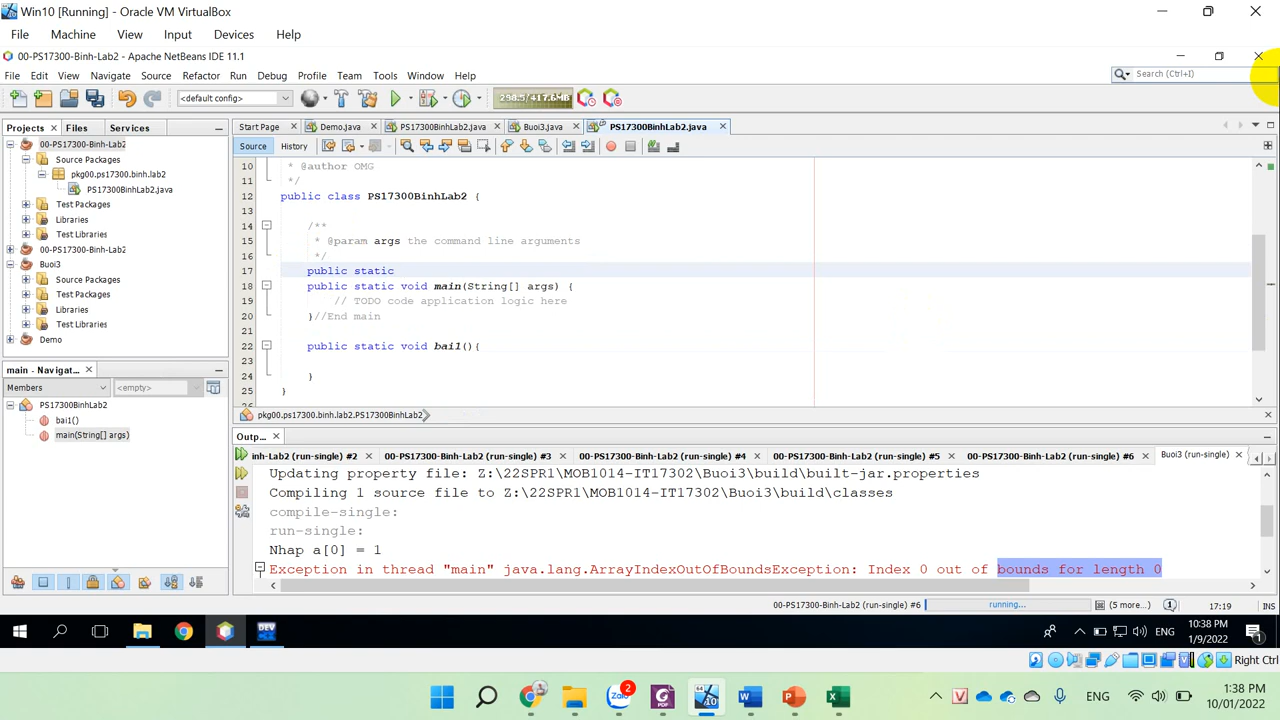 Win10 [Running] - Oracle VM VirtualBox
File Machine View Input Devices Help
00-PS17300-Binh-Lab2 - Apache NetBeans IDE 11.1
File Edit View Navigate Source Refactor Run Debug Profile Team Tools Window Help
Search (Ctrl+I)
<default config>
298.5/417.6MB
Projects Files Services
Start Page Demo.java PS17300BinhLab2.java Buoi3.java PS17300BinhLab2.java
Source History
00-PS17300-Binh-Lab2
Source Packages
pkg00.ps17300.binh.lab2
PS17300BinhLab2.java
Test Packages
Libraries
Test Libraries
00-PS17300-Binh-Lab2
Buoi3
Source Packages
Test Packages
Libraries
Test Libraries
Demo
main - Navigat...
Members <empty>
PS17300BinhLab2
bai1()
main(String[] args)
10 * @author OMG
11 */
12 public class PS17300BinhLab2 {
13
14 /**
15 * @param args the command line arguments
16 */
17 public static
18 public static void main(String[] args) {
19 // TODO code application logic here
20 }//End main
21
22 public static void bai1(){
23
24 }
25 }
pkg00.ps17300.binh.lab2.PS17300BinhLab2
Outp...
inh-Lab2 (run-single) #2 00-PS17300-Binh-Lab2 (run-single) #3 00-PS17300-Binh-Lab2 (run-single) #4 00-PS17300-Binh-Lab2 (run-single) #5 00-PS17300-Binh-Lab2 (run-single) #6 Buoi3 (run-single)
Updating property file: Z:\22SPR1\MOB1014-IT17302\Buoi3\build\built-jar.properties
Compiling 1 source file to Z:\22SPR1\MOB1014-IT17302\Buoi3\build\classes
compile-single:
run-single:
Nhap a[0] = 1
Exception in thread "main" java.lang.ArrayIndexOutOfBoundsException: Index 0 out of bounds for length 0
00-PS17300-Binh-Lab2 (run-single) #6 running... (5 more...) 1 17:19 INS
DEV
ENG 10:38 PM
1/9/2022
1
Right Ctrl
2
ENG 1:38 PM
10/01/2022